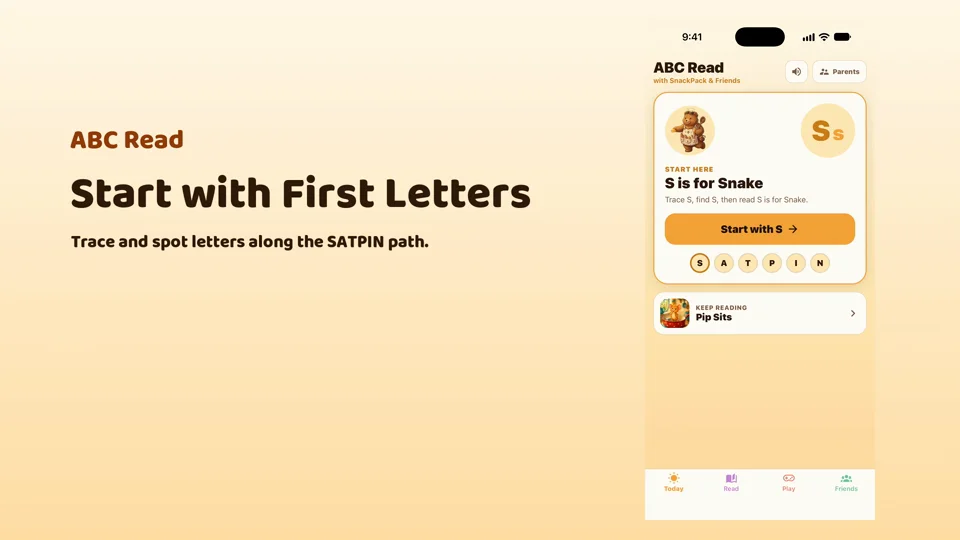 ABC Read
Start with First Letters
Trace and spot letters along the SATPIN path.
9:41
ABC Read
with SnackPack & Friends
Parents
S s
START HERE
S is for Snake
Trace S, find S, then read S is for Snake.
Start with S →
S A T P I N
KEEP READING
Pip Sits
Today Read Play Friends